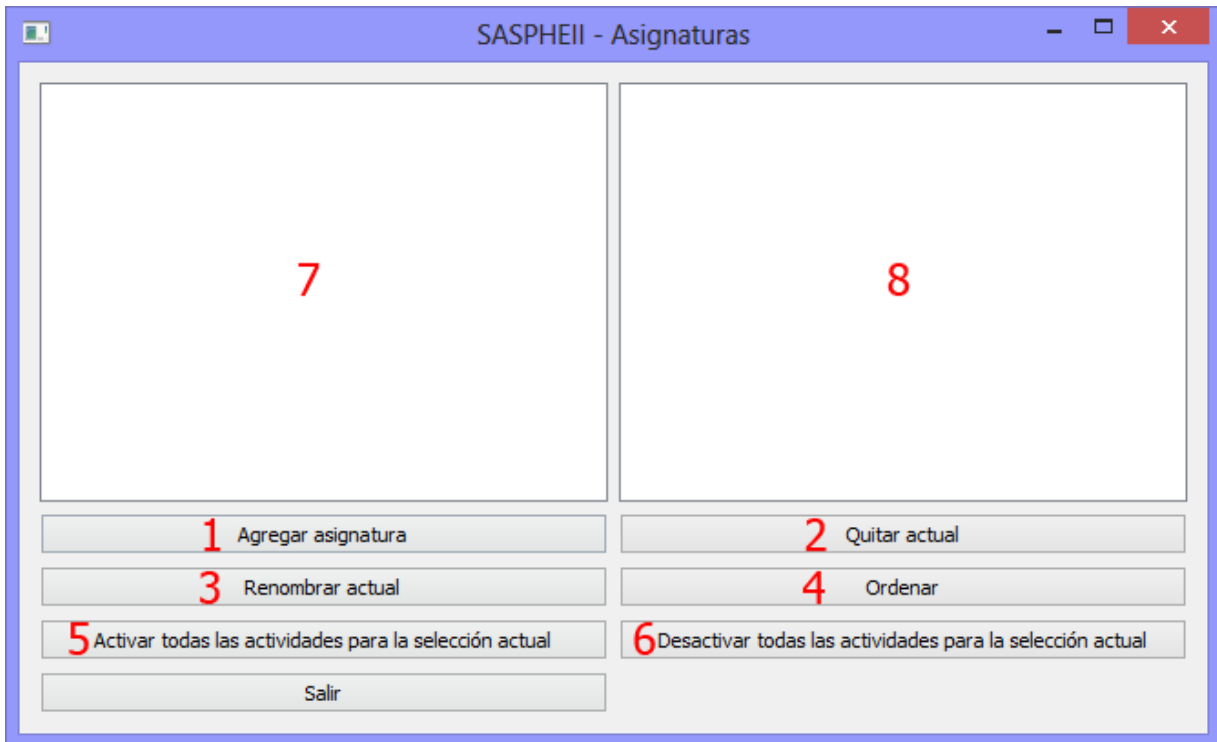 SASPHEII - Asignaturas
7
8
1 Agregar asignatura
2 Quitar actual
3 Renombrar actual
4 Ordenar
5 Activar todas las actividades para la selección actual
6 Desactivar todas las actividades para la selección actual
Salir